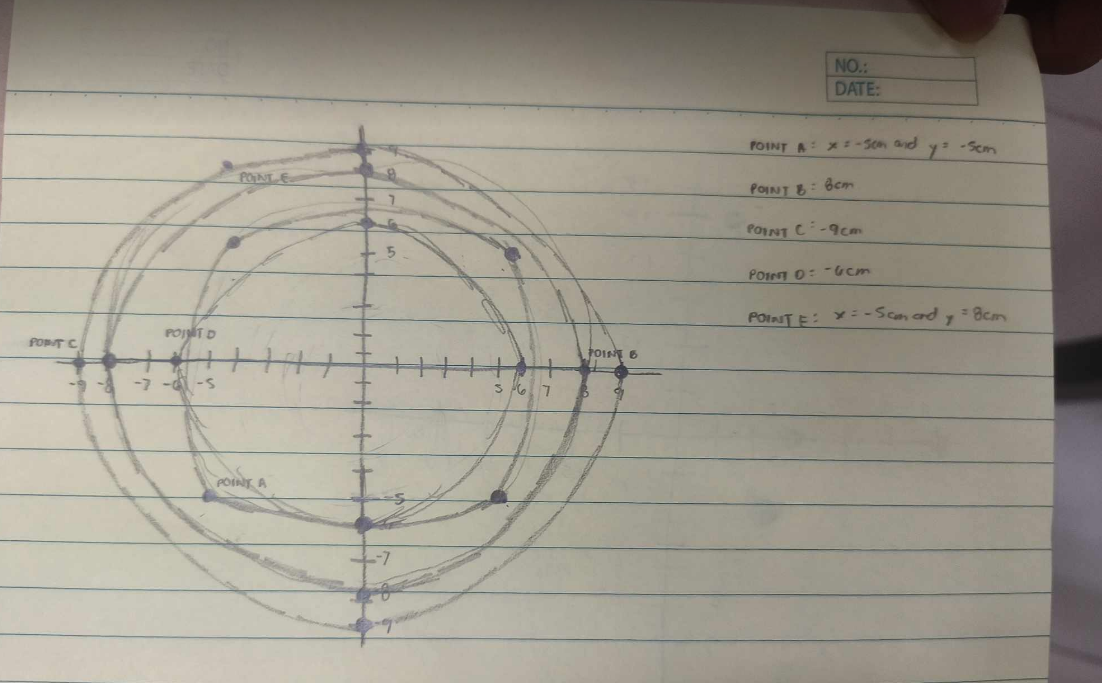 NO.:
DATE:
POINT A: x = -5cm and y = -5cm
POINT B: 8cm
POINT C: -9cm
POINT D: -6cm
POINT E: x = -5cm and y = 8cm
9
POINT E
8
7
6
5
POINT D
POINT C
POINT B
-9 -8 -7 -6 -5 5 6 7 8 9
POINT A
-5
-7
-8
-9